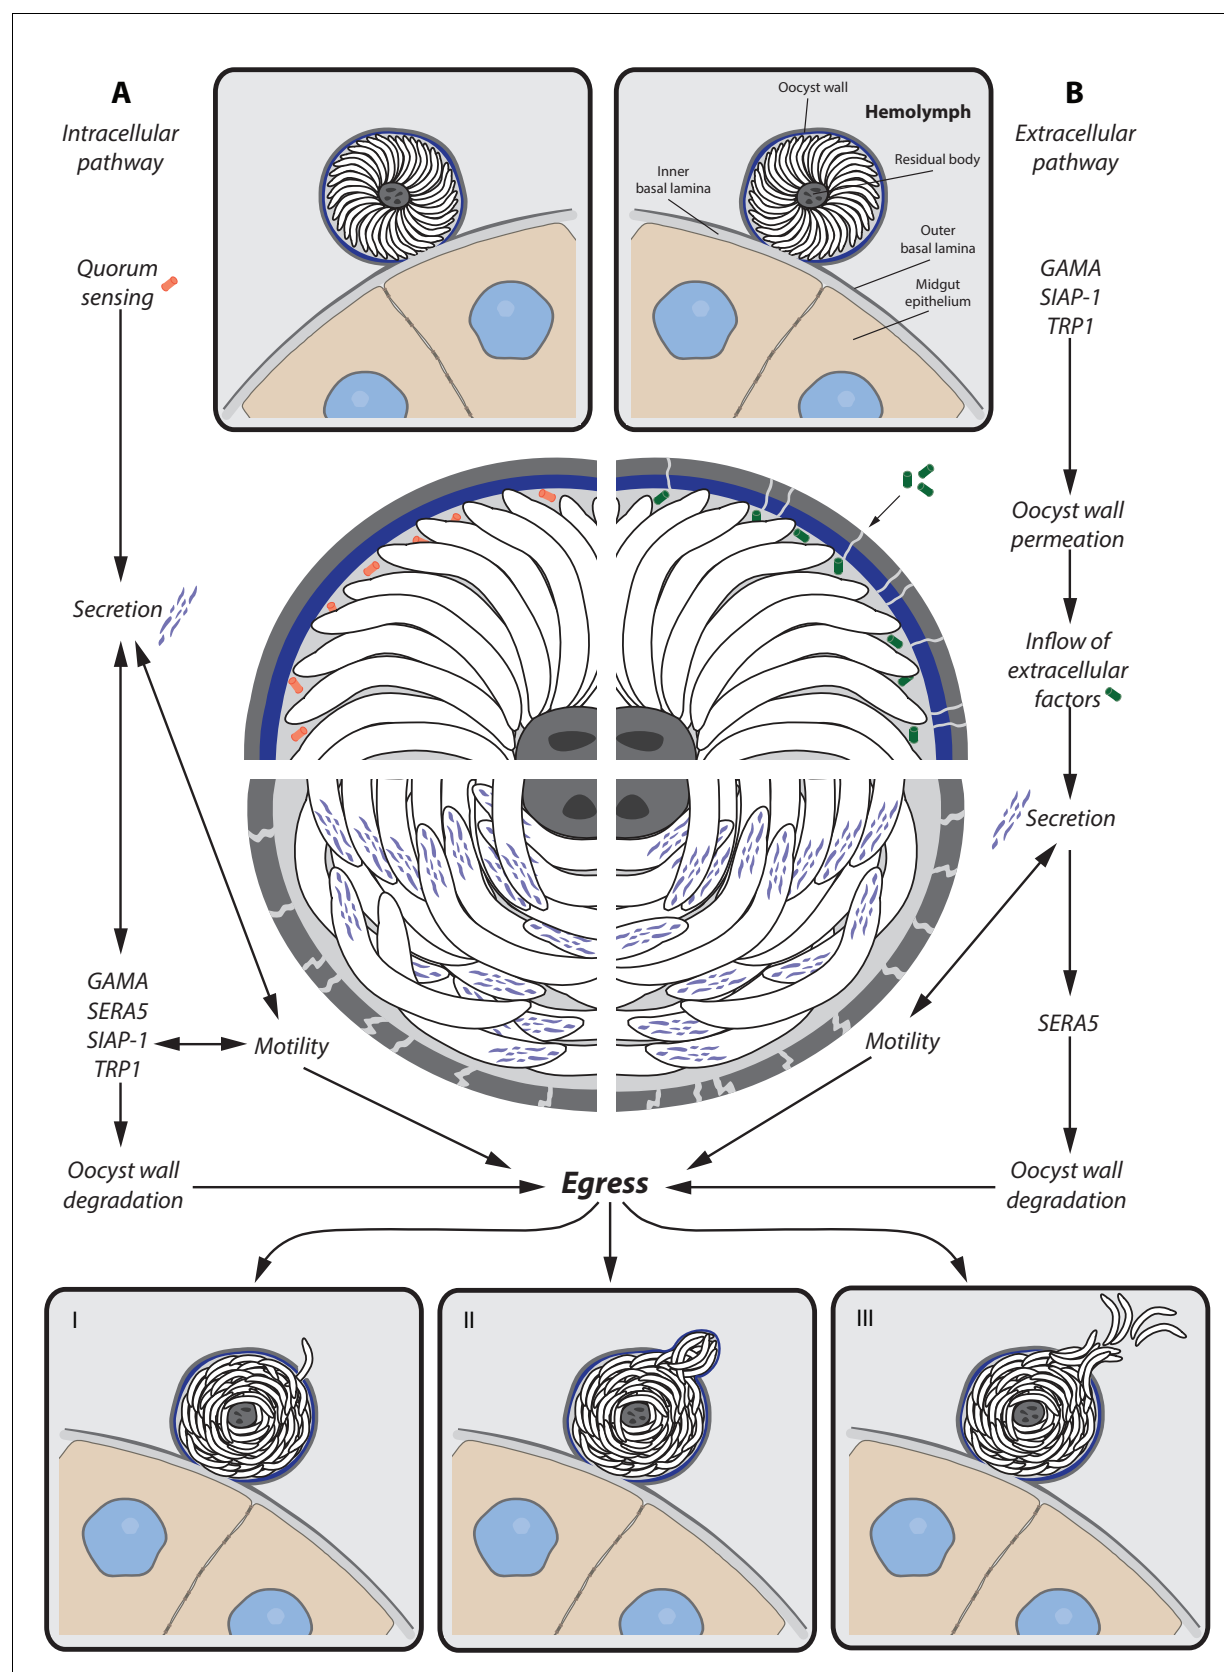 A
Intracellular
pathway
Quorum
sensing
Secretion
GAMA
SERA5
SIAP-1
TRP1
Motility
Oocyst wall
degradation
Oocyst wall
Hemolymph
Residual body
Inner
basal lamina
Outer
basal lamina
Midgut
epithelium
B
Extracellular
pathway
GAMA
SIAP-1
TRP1
Oocyst wall
permeation
Inflow of
extracellular
factors
Secretion
Motility
SERA5
Oocyst wall
degradation
Egress
I
II
III